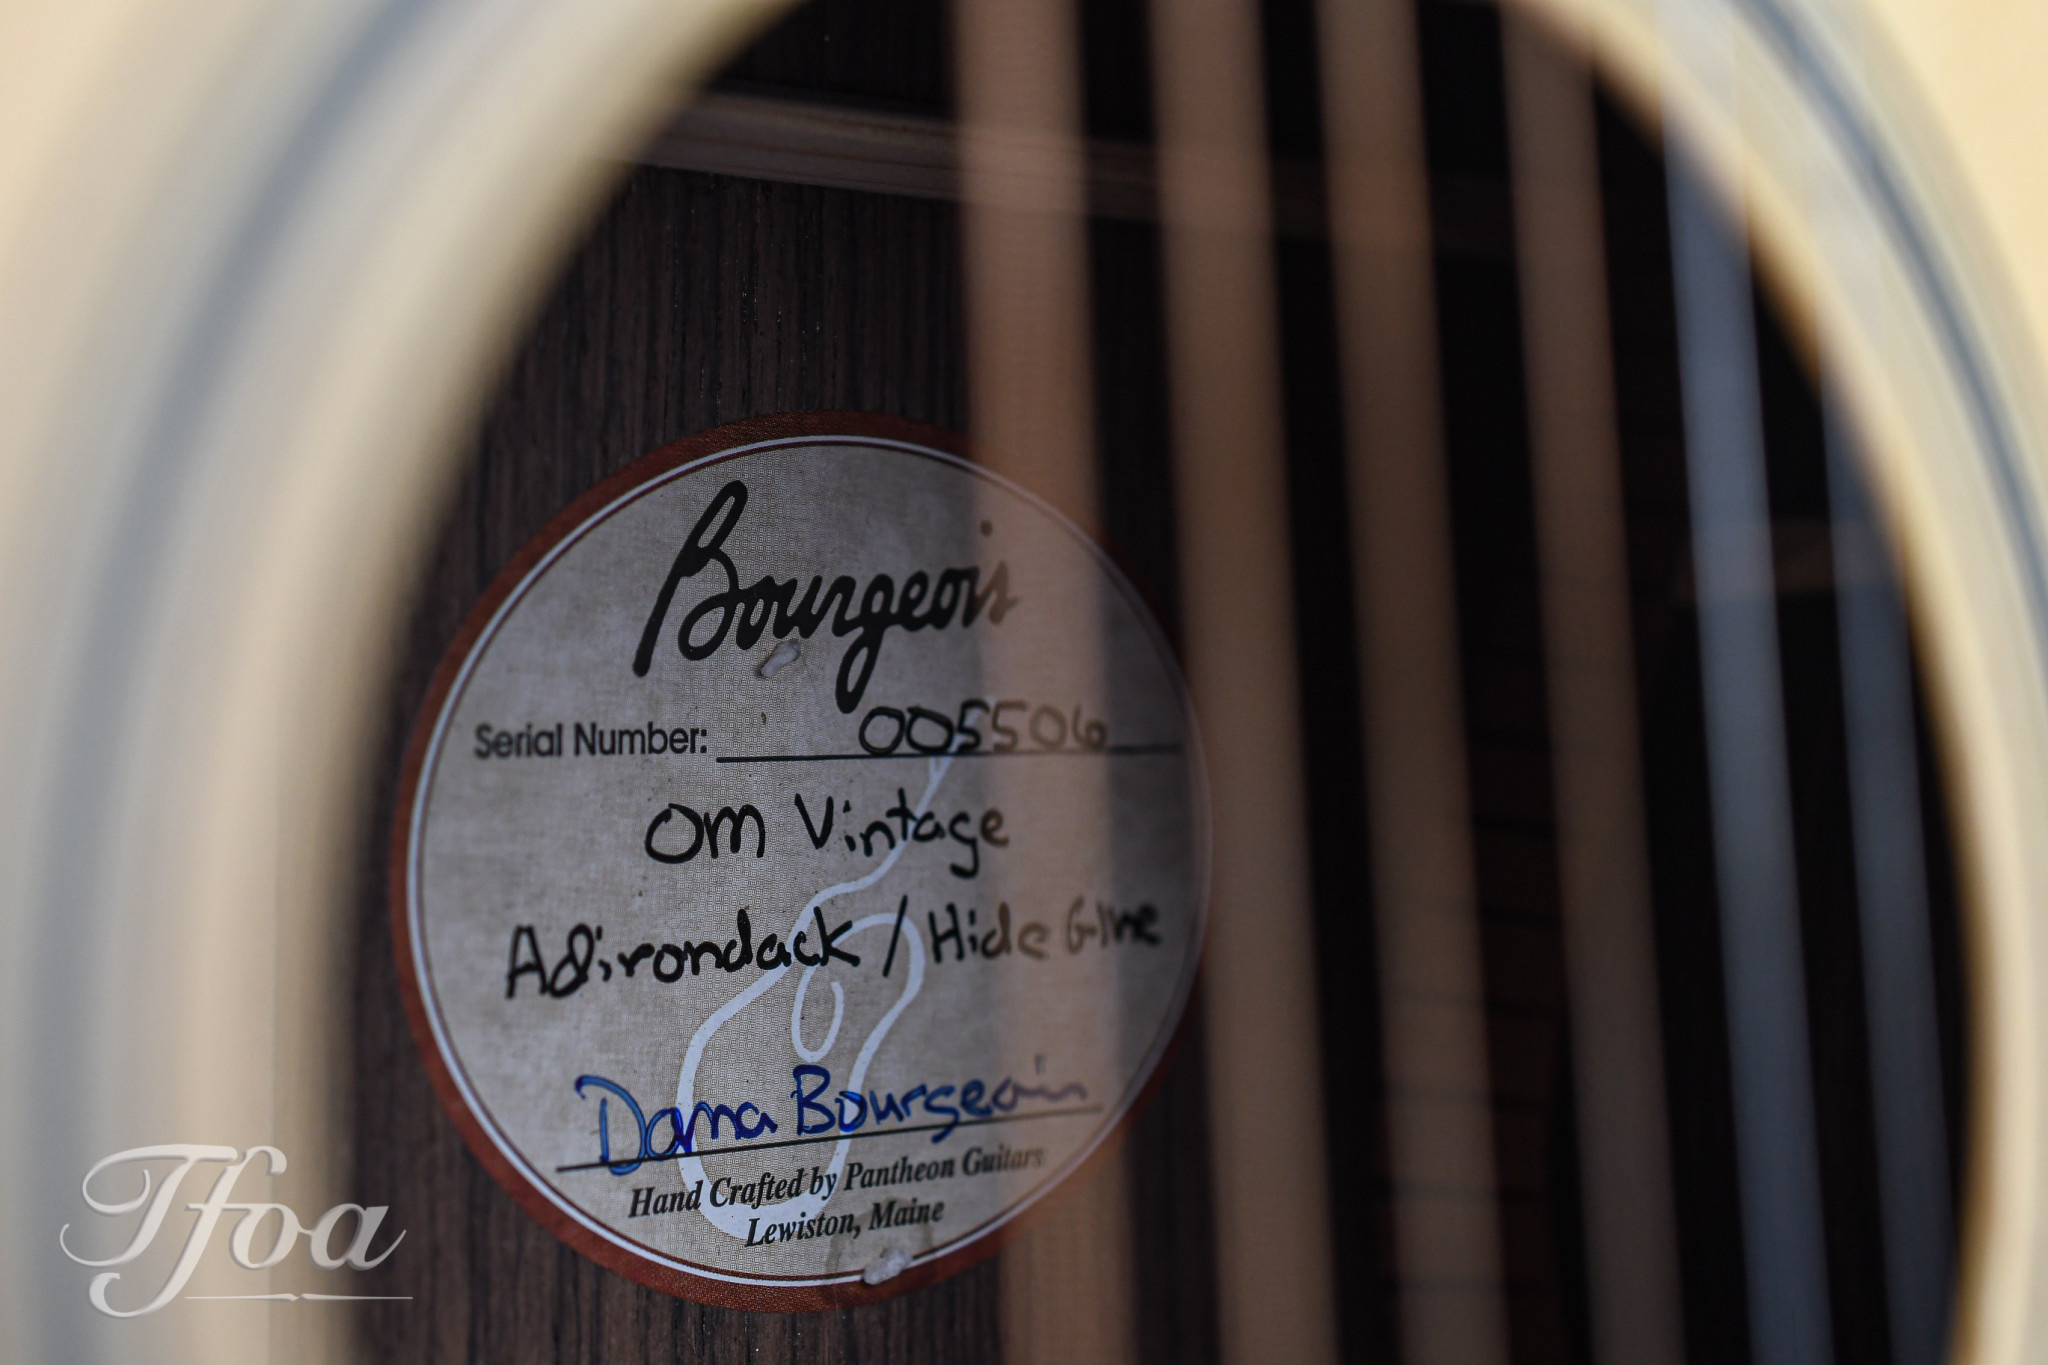 Bourgeois
Serial Number: 005506
OM Vintage
Adirondack / Hide Glue
Dana Bourgeois
Hand Crafted by Pantheon Guitars
Lewiston, Maine
Tfoa